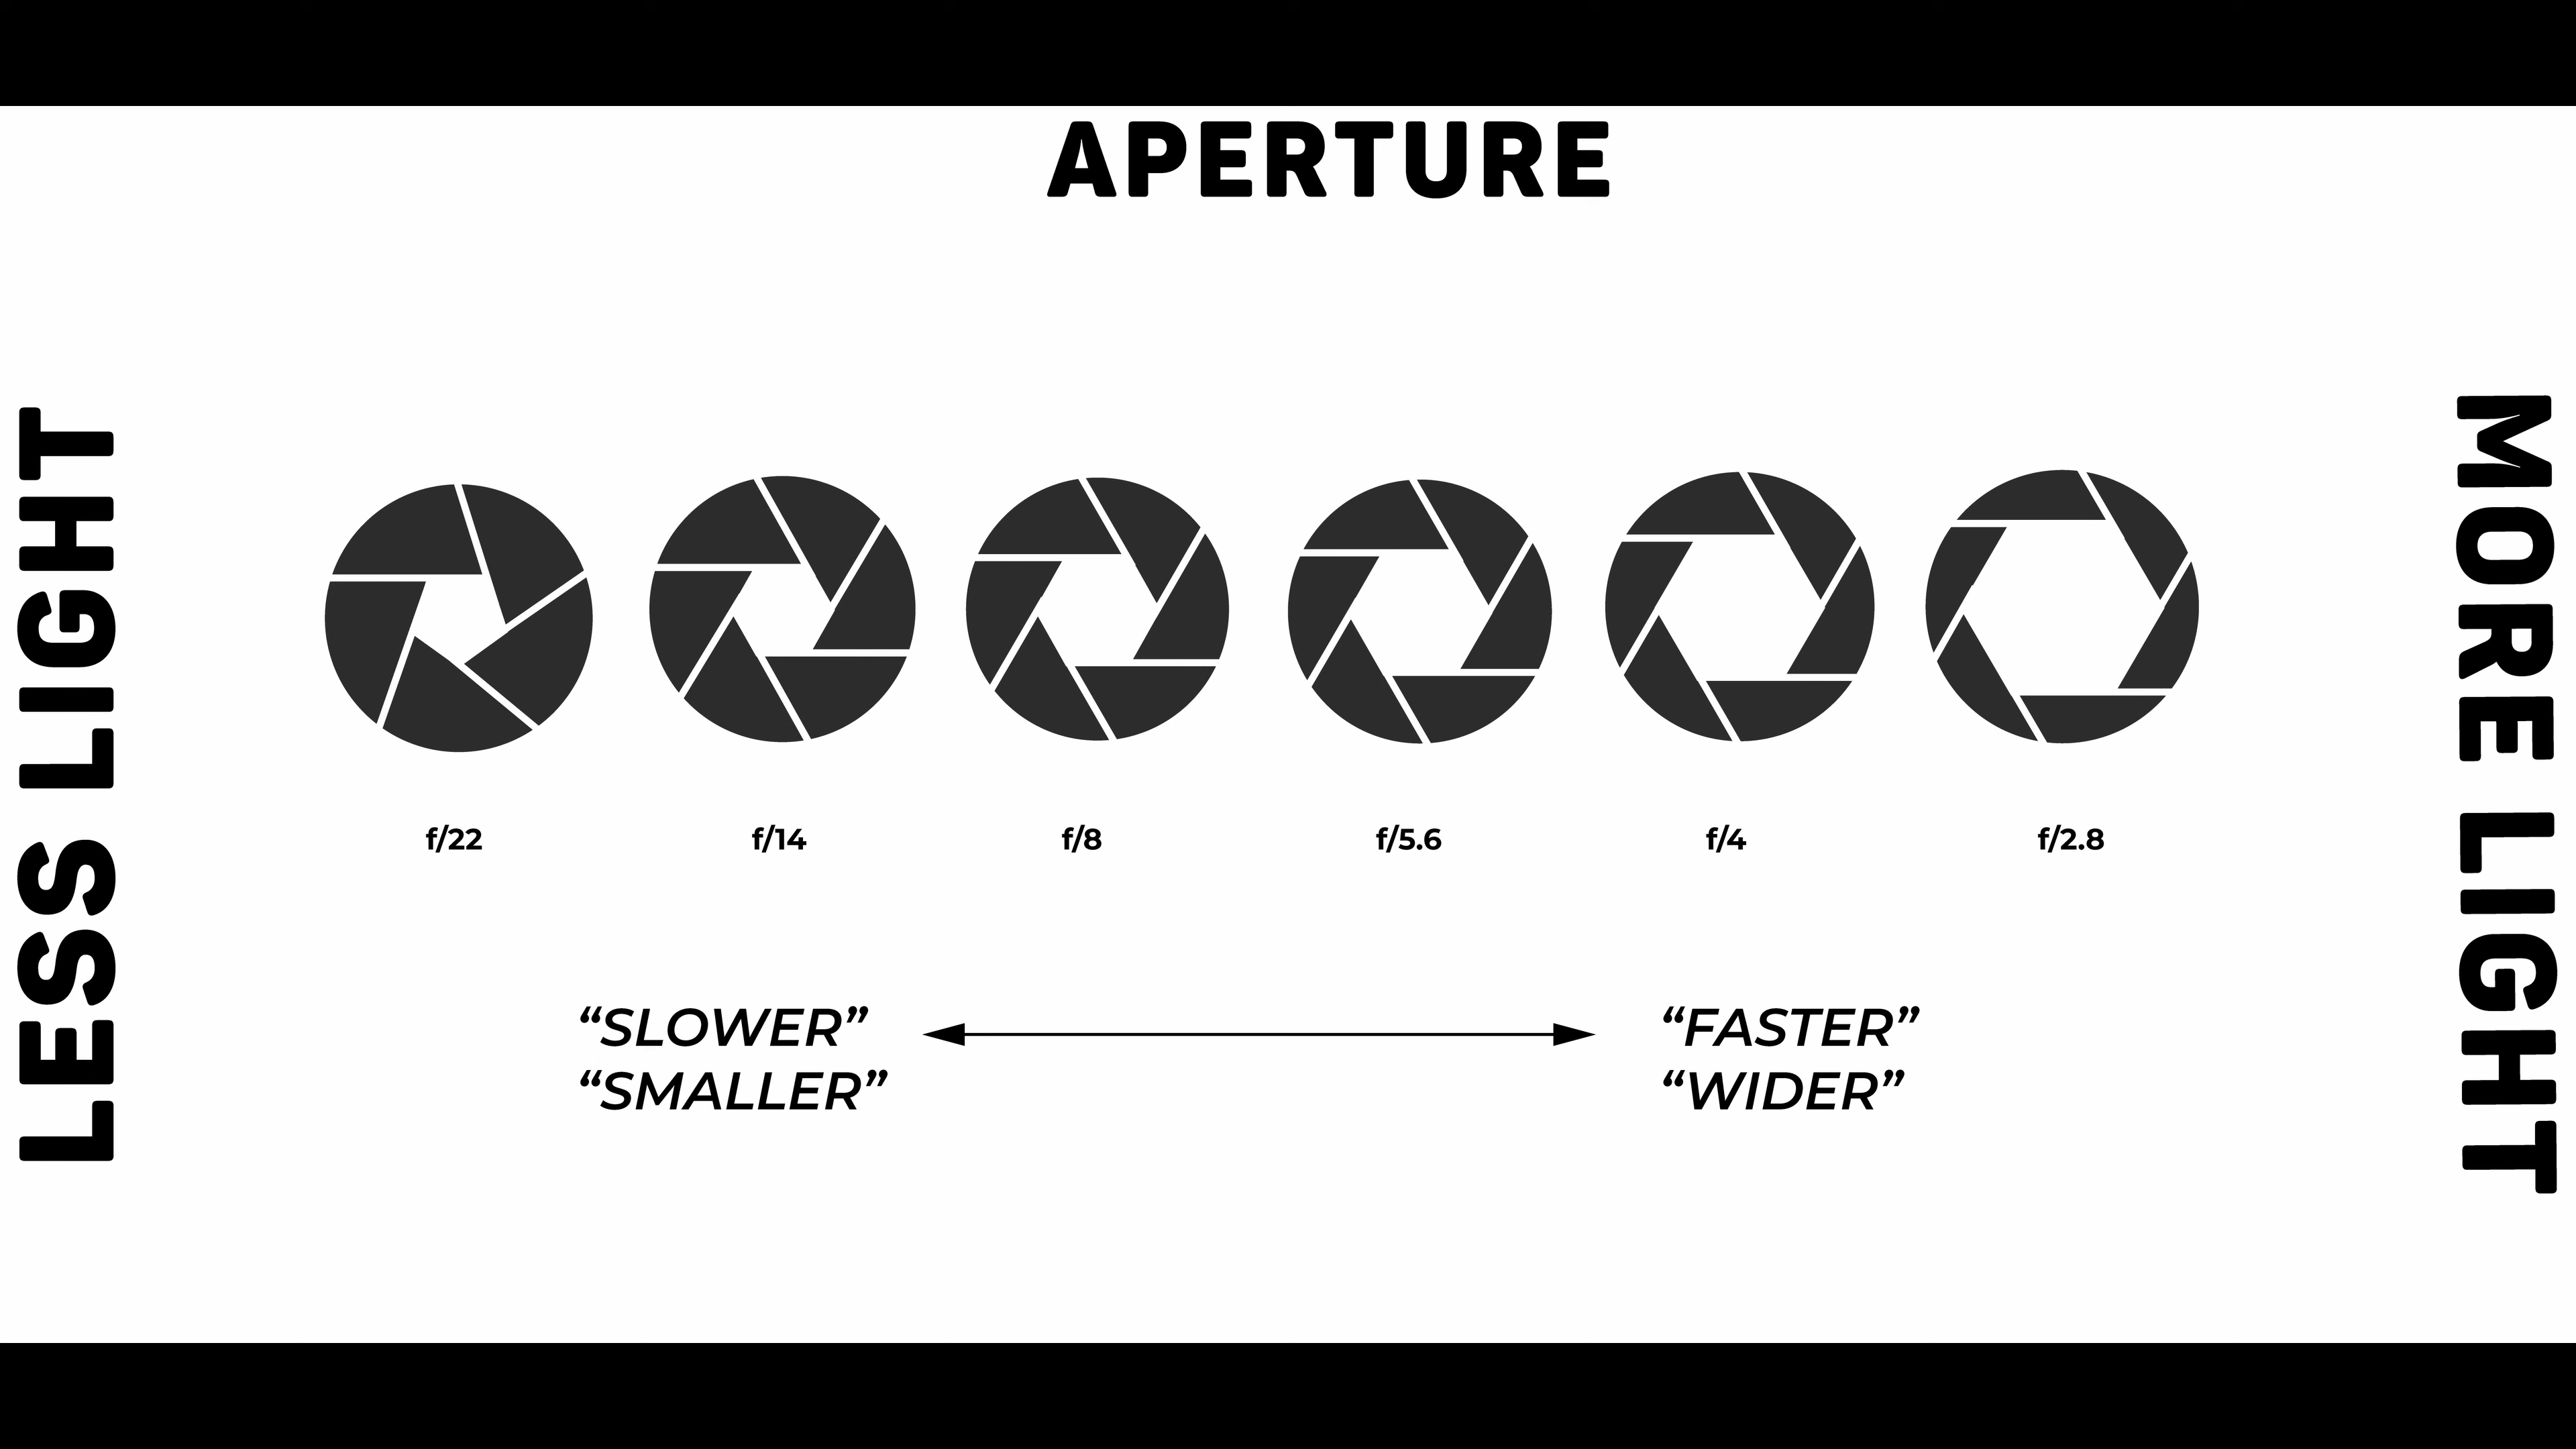 APERTURE
LESS LIGHT
MORE LIGHT
f/22
f/14
f/8
f/5.6
f/4
f/2.8
“SLOWER”
“SMALLER”
“FASTER”
“WIDER”